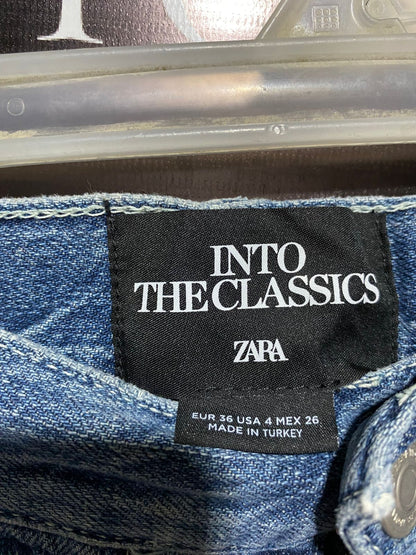 INTO
THE CLASSICS
ZARA
EUR 36 USA 4 MEX 26
MADE IN TURKEY